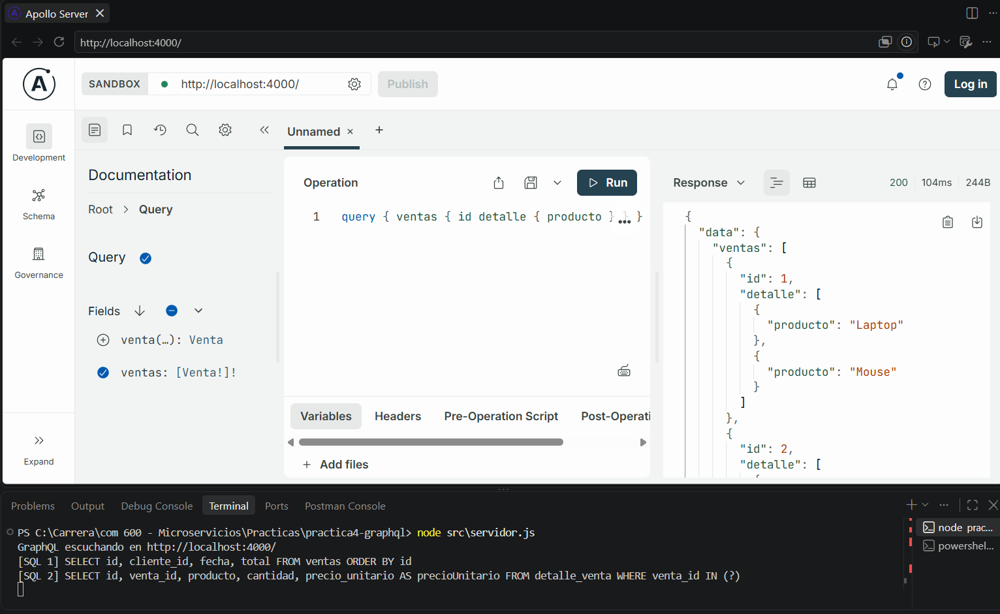 Apollo Server
http://localhost:4000/
SANDBOX
http://localhost:4000/
Publish
Log in
Development
Schema
Governance
Expand
Unnamed
Documentation
Root > Query
Query
Fields
venta(…): Venta
ventas: [Venta!]!
Operation
Run
1 query { ventas { id detalle { producto } } }
Variables
Headers
Pre-Operation Script
Post-Operati
+ Add files
Response
200
104ms
244B
{
"data": {
"ventas": [
{
"id": 1,
"detalle": [
{
"producto": "Laptop"
},
{
"producto": "Mouse"
}
]
},
{
"id": 2,
"detalle": [
{
Problems
Output
Debug Console
Terminal
Ports
Postman Console
PS C:\Carrera\com 600 - Microservicios\Practicas\practica4-graphql> node src\servidor.js
GraphQL escuchando en http://localhost:4000/
[SQL 1] SELECT id, cliente_id, fecha, total FROM ventas ORDER BY id
[SQL 2] SELECT id, venta_id, producto, cantidad, precio_unitario AS precioUnitario FROM detalle_venta WHERE venta_id IN (?)
node prac...
powershel...